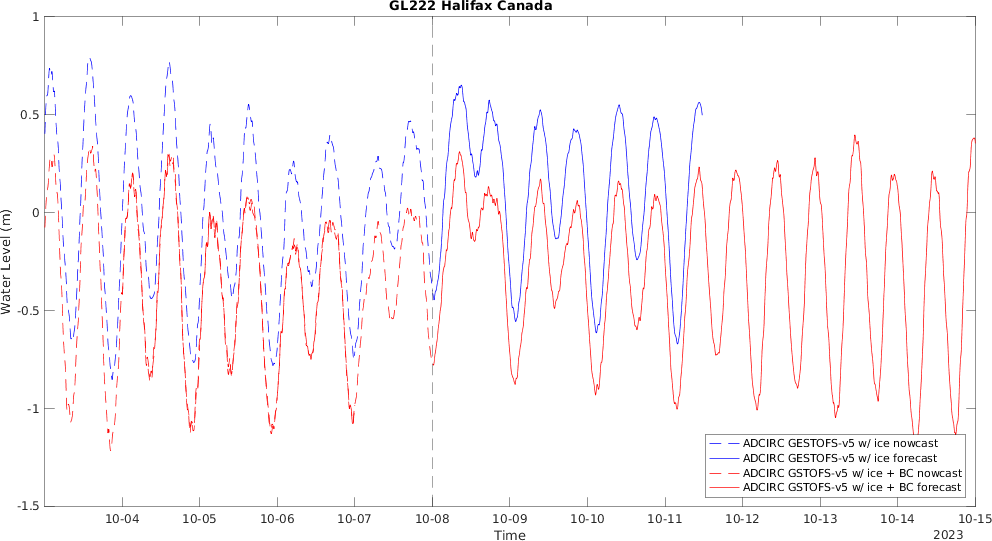 GL222 Halifax Canada
Water Level (m)
1
0.5
0
-0.5
-1
-1.5
10-04 10-05 10-06 10-07 10-08 10-09 10-10 10-11 10-12 10-13 10-14 10-15
Time
2023
ADCIRC GESTOFS-v5 w/ ice nowcast
ADCIRC GESTOFS-v5 w/ ice forecast
ADCIRC GSTOFS-v5 w/ ice + BC nowcast
ADCIRC GSTOFS-v5 w/ ice + BC forecast